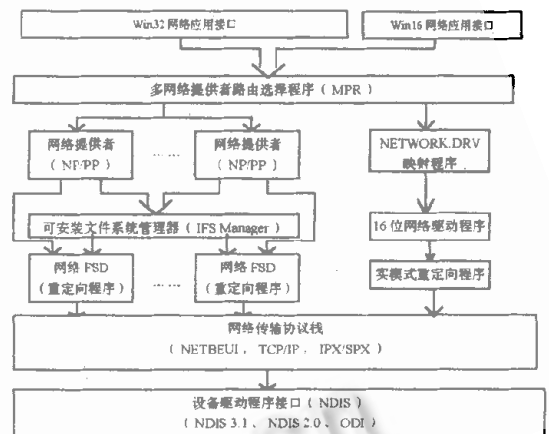 Win32 网络应用接口
Win16 网络应用接口
多网络提供者路由选择程序（ MPR ）
网络提供者
（ NP/PP ）
......
网络提供者
（ NP/PP ）
NETWORK.DRV
映射程序
可安装文件系统管理器（ IFS Manager ）
16 位网络驱动程序
网络 FSD
（重定向程序）
......
网络 FSD
（重定向程序）
实模式重定向程序
网络传输协议栈
（ NETBEUI ， TCP/IP ， IPX/SPX ）
设备驱动程序接口（ NDIS ）
（ NDIS 3.1 、 NDIS 2.0 、 ODI ）